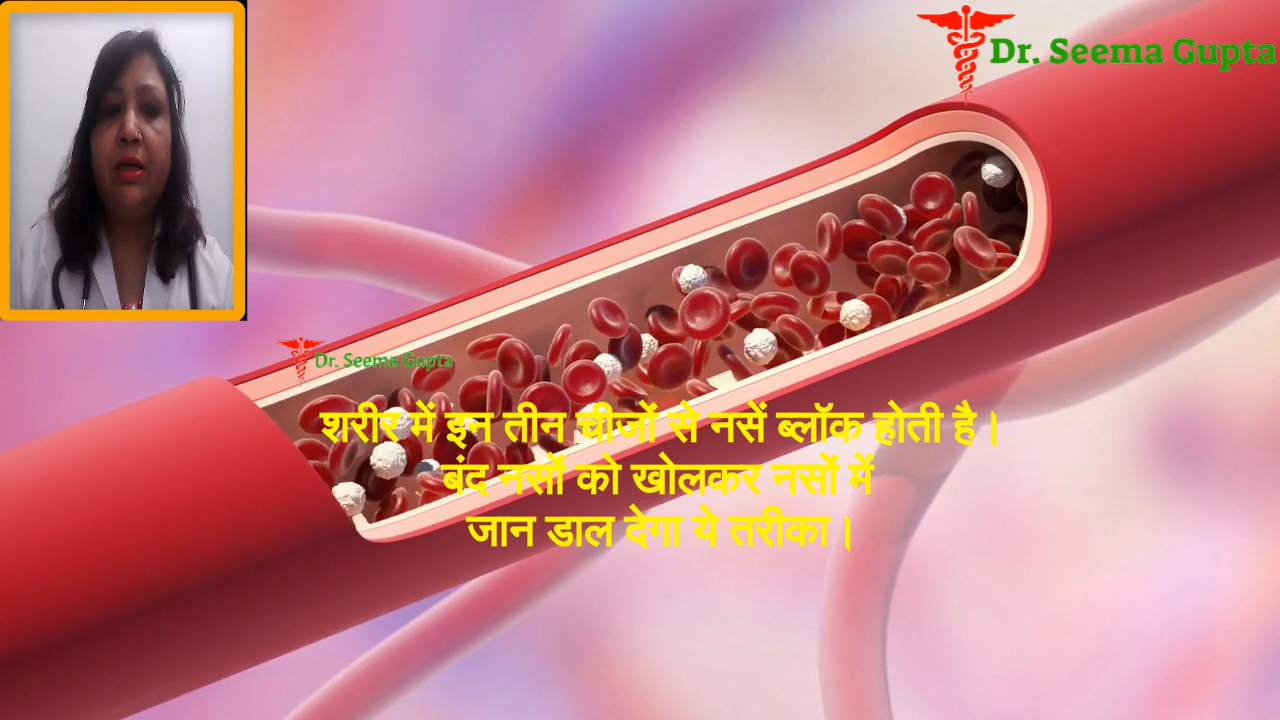 Dr. Seema Gupta
Dr. Seema Gupta
शरीर में इन तीन चीजों से नसें ब्लॉक होती है।
बंद नसों को खोलकर नसों में
जान डाल देगा ये तरीका।